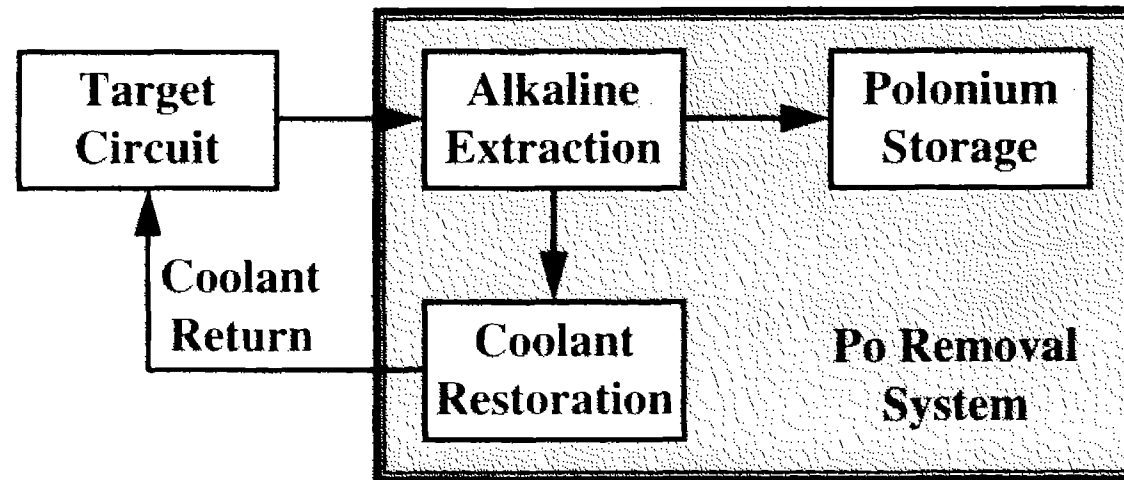 Target
Circuit
Alkaline
Extraction
Polonium
Storage
Coolant
Return
Coolant
Restoration
Po Removal
System